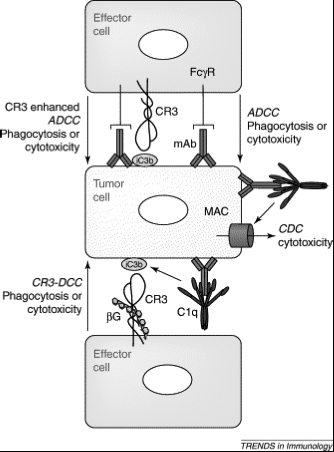 Effector
cell
FcγR
CR3
CR3 enhanced
ADCC
Phagocytosis or
cytotoxicity
iC3b
mAb
ADCC
Phagocytosis or
cytotoxicity
Tumor
cell
MAC
CDC
cytotoxicity
iC3b
CR3-DCC
Phagocytosis or
cytotoxicity
CR3
βG
C1q
Effector
cell
TRENDS in Immunology